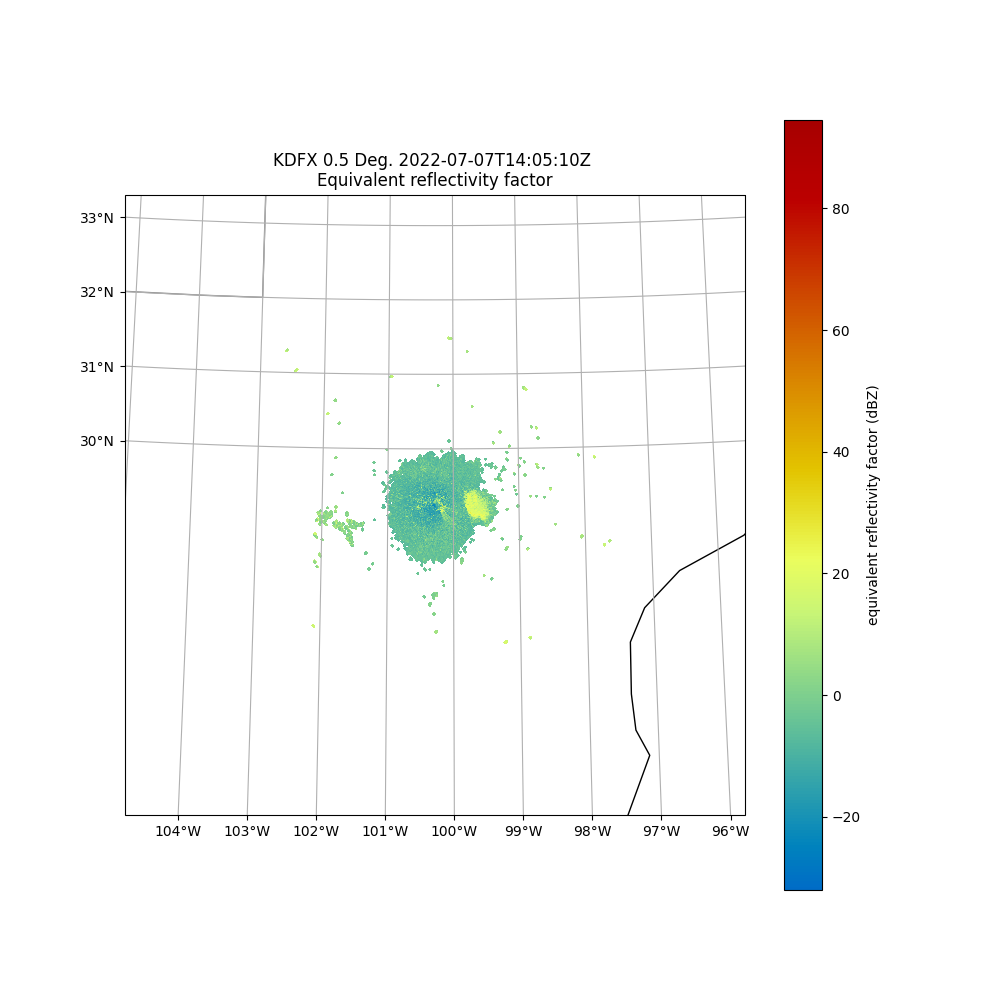 KDFX 0.5 Deg. 2022-07-07T14:05:10Z
Equivalent reflectivity factor
33°N
32°N
31°N
30°N
104°W 103°W 102°W 101°W 100°W 99°W 98°W 97°W 96°W
80
60
40
20
0
−20
equivalent reflectivity factor (dBZ)